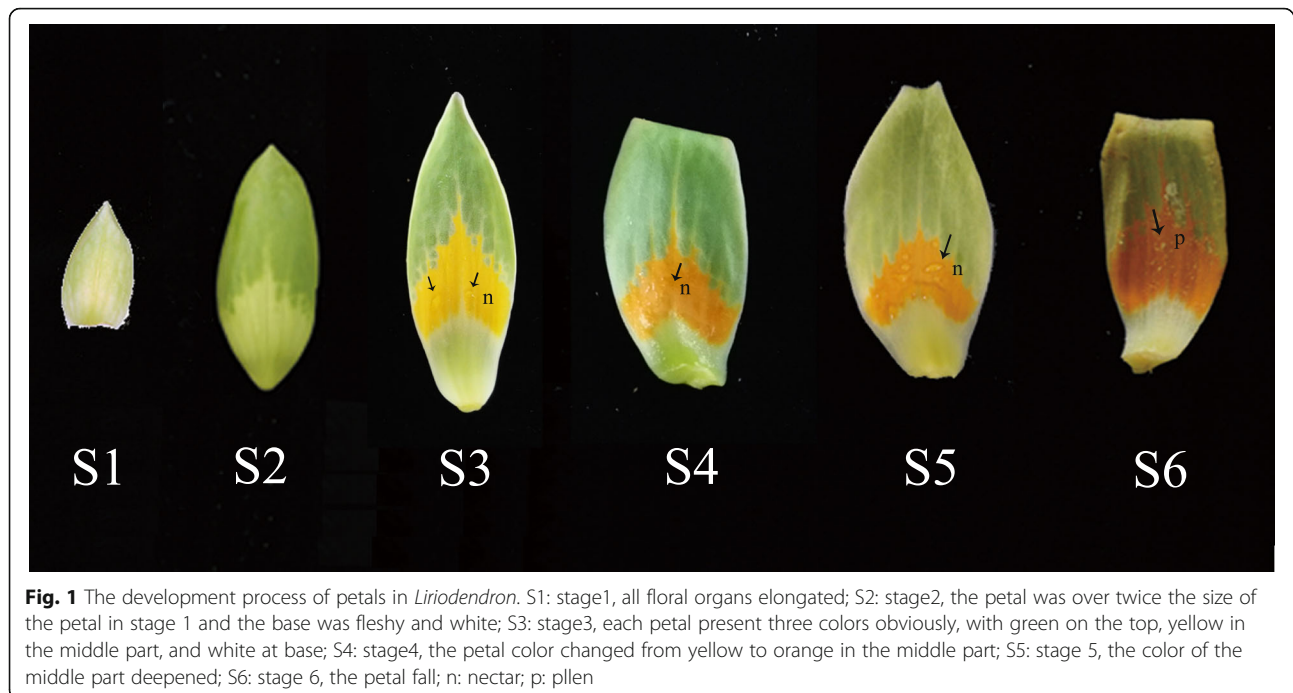 n
n
n
p
S1 S2 S3 S4 S5 S6
Fig. 1 The development process of petals in Liriodendron. S1: stage1, all floral organs elongated; S2: stage2, the petal was over twice the size of
the petal in stage 1 and the base was fleshy and white; S3: stage3, each petal present three colors obviously, with green on the top, yellow in
the middle part, and white at base; S4: stage4, the petal color changed from yellow to orange in the middle part; S5: stage 5, the color of the
middle part deepened; S6: stage 6, the petal fall; n: nectar; p: pllen